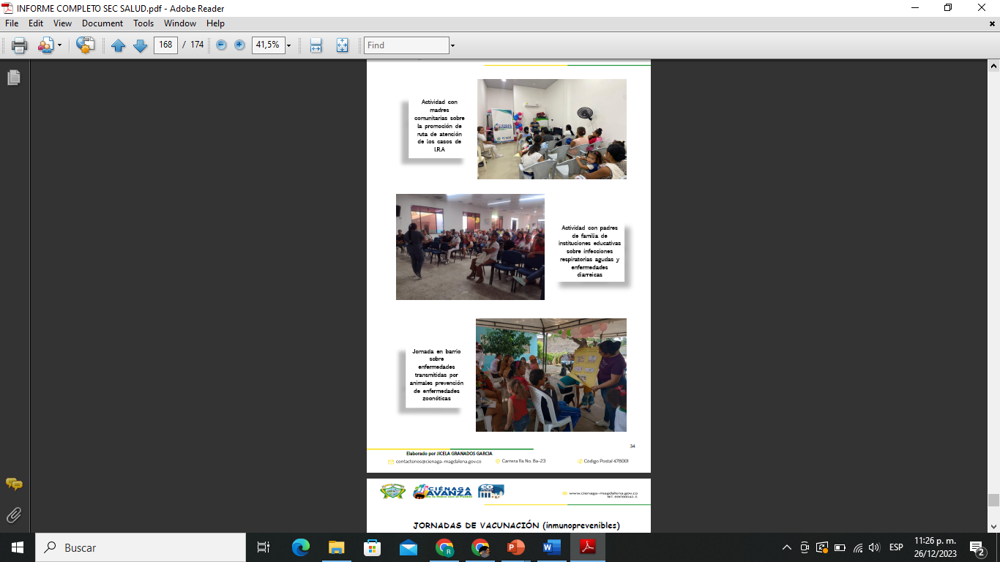 INFORME COMPLETO SEC SALUD.pdf - Adobe Reader
File Edit View Document Tools Window Help
168 / 174 41,5% Find
Actividad con
madres
comunitarias sobre
la promoción de
ruta de atención
de los casos de
I.R.A
Actividad con padres
de familia de
instituciones educativas
sobre infecciones
respiratorias agudas y
enfermedades
diarreicas
Jornada en barrio
sobre
enfermedades
transmitidas por
animales prevención
de enfermedades
zoonóticas
34
Elaborado por JICELA GRANADOS GARCIA
contactenos@cienaga-magdalena.gov.co Carrera 11a No. 8a-23 Código Postal 478001
CIÉNAGA
AVANZA
www.cienaga-magdalena.gov.co
JORNADAS DE VACUNACIÓN (inmunoprevenibles)
Buscar
ESP
11:26 p. m.
26/12/2023
2